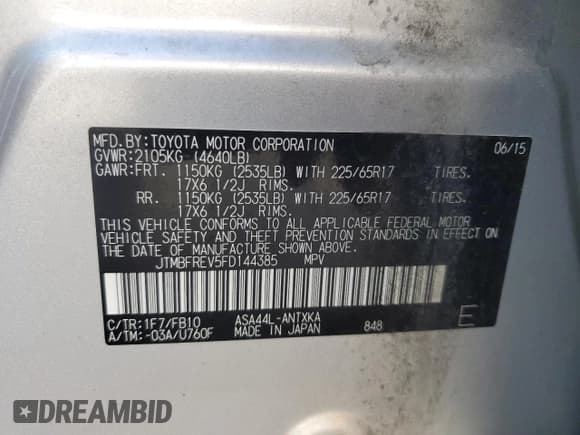 MFD.BY:TOYOTA MOTOR CORPORATION 06/15
GVWR:2105KG (4640LB)
GAWR:FRT. 1150KG (2535LB) WITH 225/65R17 TIRES.
17X6 1/2J RIMS.
RR. 1150KG (2535LB) WITH 225/65R17 TIRES.
17X6 1/2J RIMS.
THIS VEHICLE CONFORMS TO ALL APPLICABLE FEDERAL MOTOR
VEHICLE SAFETY AND THEFT PREVENTION STANDARDS IN EFFECT ON
THE DATE OF MANUFACTURE SHOWN ABOVE.
JTMBFREV5FD144385 MPV
C/TR:1F7/FB10 ASA44L-ANTXKA
A/TM:-03A/U760F MADE IN JAPAN 848 E
DREAMBID